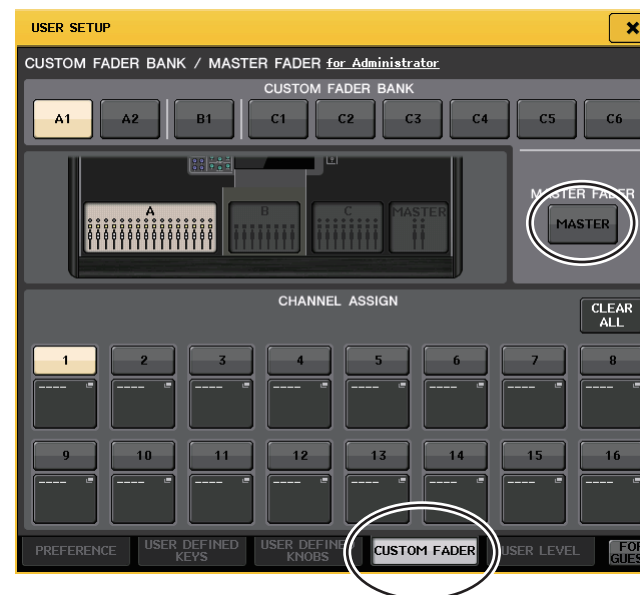 USER SETUP
CUSTOM FADER BANK / MASTER FADER for Administrator
CUSTOM FADER BANK
A1 A2 B1 C1 C2 C3 C4 C5 C6
MASTER FADER
A B C MASTER
MASTER
CHANNEL ASSIGN
CLEAR
ALL
1 2 3 4 5 6 7 8
---- ---- ---- ---- ---- ---- ---- ----
9 10 11 12 13 14 15 16
---- ---- ---- ---- ---- ---- ---- ----
PREFERENCE
USER DEFINED
KEYS
USER DEFINED
KNOBS
CUSTOM FADER
USER LEVEL